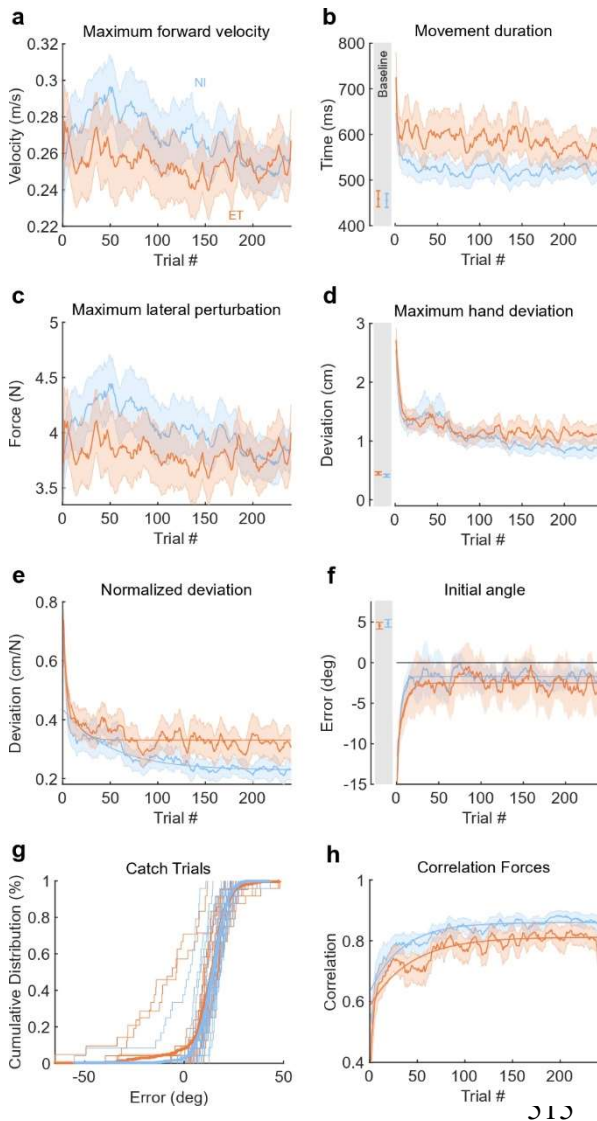 a Maximum forward velocity
Velocity (m/s)
0.32
0.3
0.28
0.26
0.24
0.22
NI
ET
0 50 100 150 200
Trial #
b Movement duration
Time (ms)
800
700
600
500
400
Baseline
0 50 100 150 200
Trial #
c Maximum lateral perturbation
Force (N)
5
4.5
4
3.5
0 50 100 150 200
Trial #
d Maximum hand deviation
Deviation (cm)
3
2
1
0
0 50 100 150 200
Trial #
e Normalized deviation
Deviation (cm/N)
0.8
0.6
0.4
0.2
0 50 100 150 200
Trial #
f Initial angle
Error (deg)
5
0
-5
-10
-15
0 50 100 150 200
Trial #
g Catch Trials
Cumulative Distribution (%)
1
0.8
0.6
0.4
0.2
0
-50 0 50
Error (deg)
h Correlation Forces
Correlation
1
0.8
0.6
0.4
0 50 100 150 200
Trial #